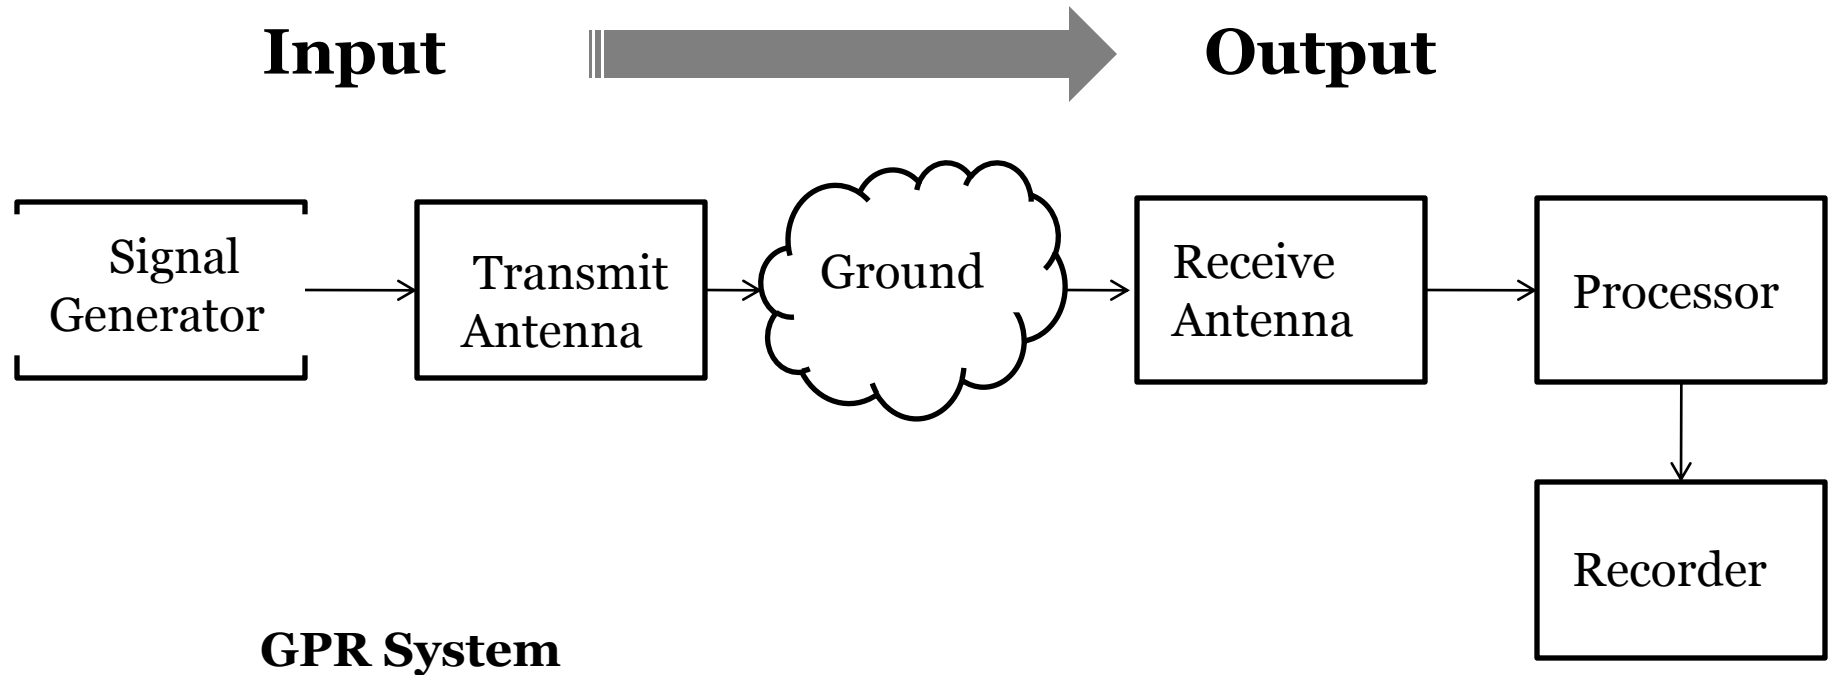 Input
Output
Signal
Generator
Transmit
Antenna
Ground
Receive
Antenna
Processor
Recorder
GPR System